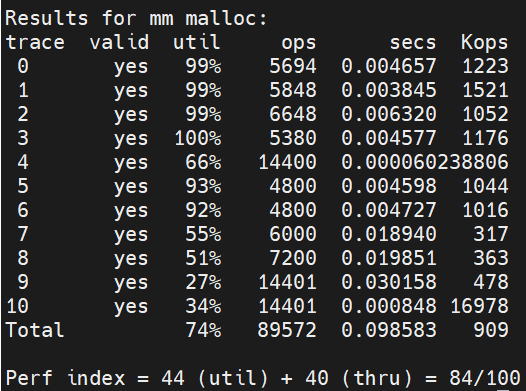 Results for mm malloc:
trace  valid  util     ops      secs  Kops
 0       yes   99%    5694  0.004657  1223
 1       yes   99%    5848  0.003845  1521
 2       yes   99%    6648  0.006320  1052
 3       yes  100%    5380  0.004577  1176
 4       yes   66%   14400  0.000060238806
 5       yes   93%    4800  0.004598  1044
 6       yes   92%    4800  0.004727  1016
 7       yes   55%    6000  0.018940   317
 8       yes   51%    7200  0.019851   363
 9       yes   27%   14401  0.030158   478
10       yes   34%   14401  0.000848 16978
Total          74%   89572  0.098583   909

Perf index = 44 (util) + 40 (thru) = 84/100